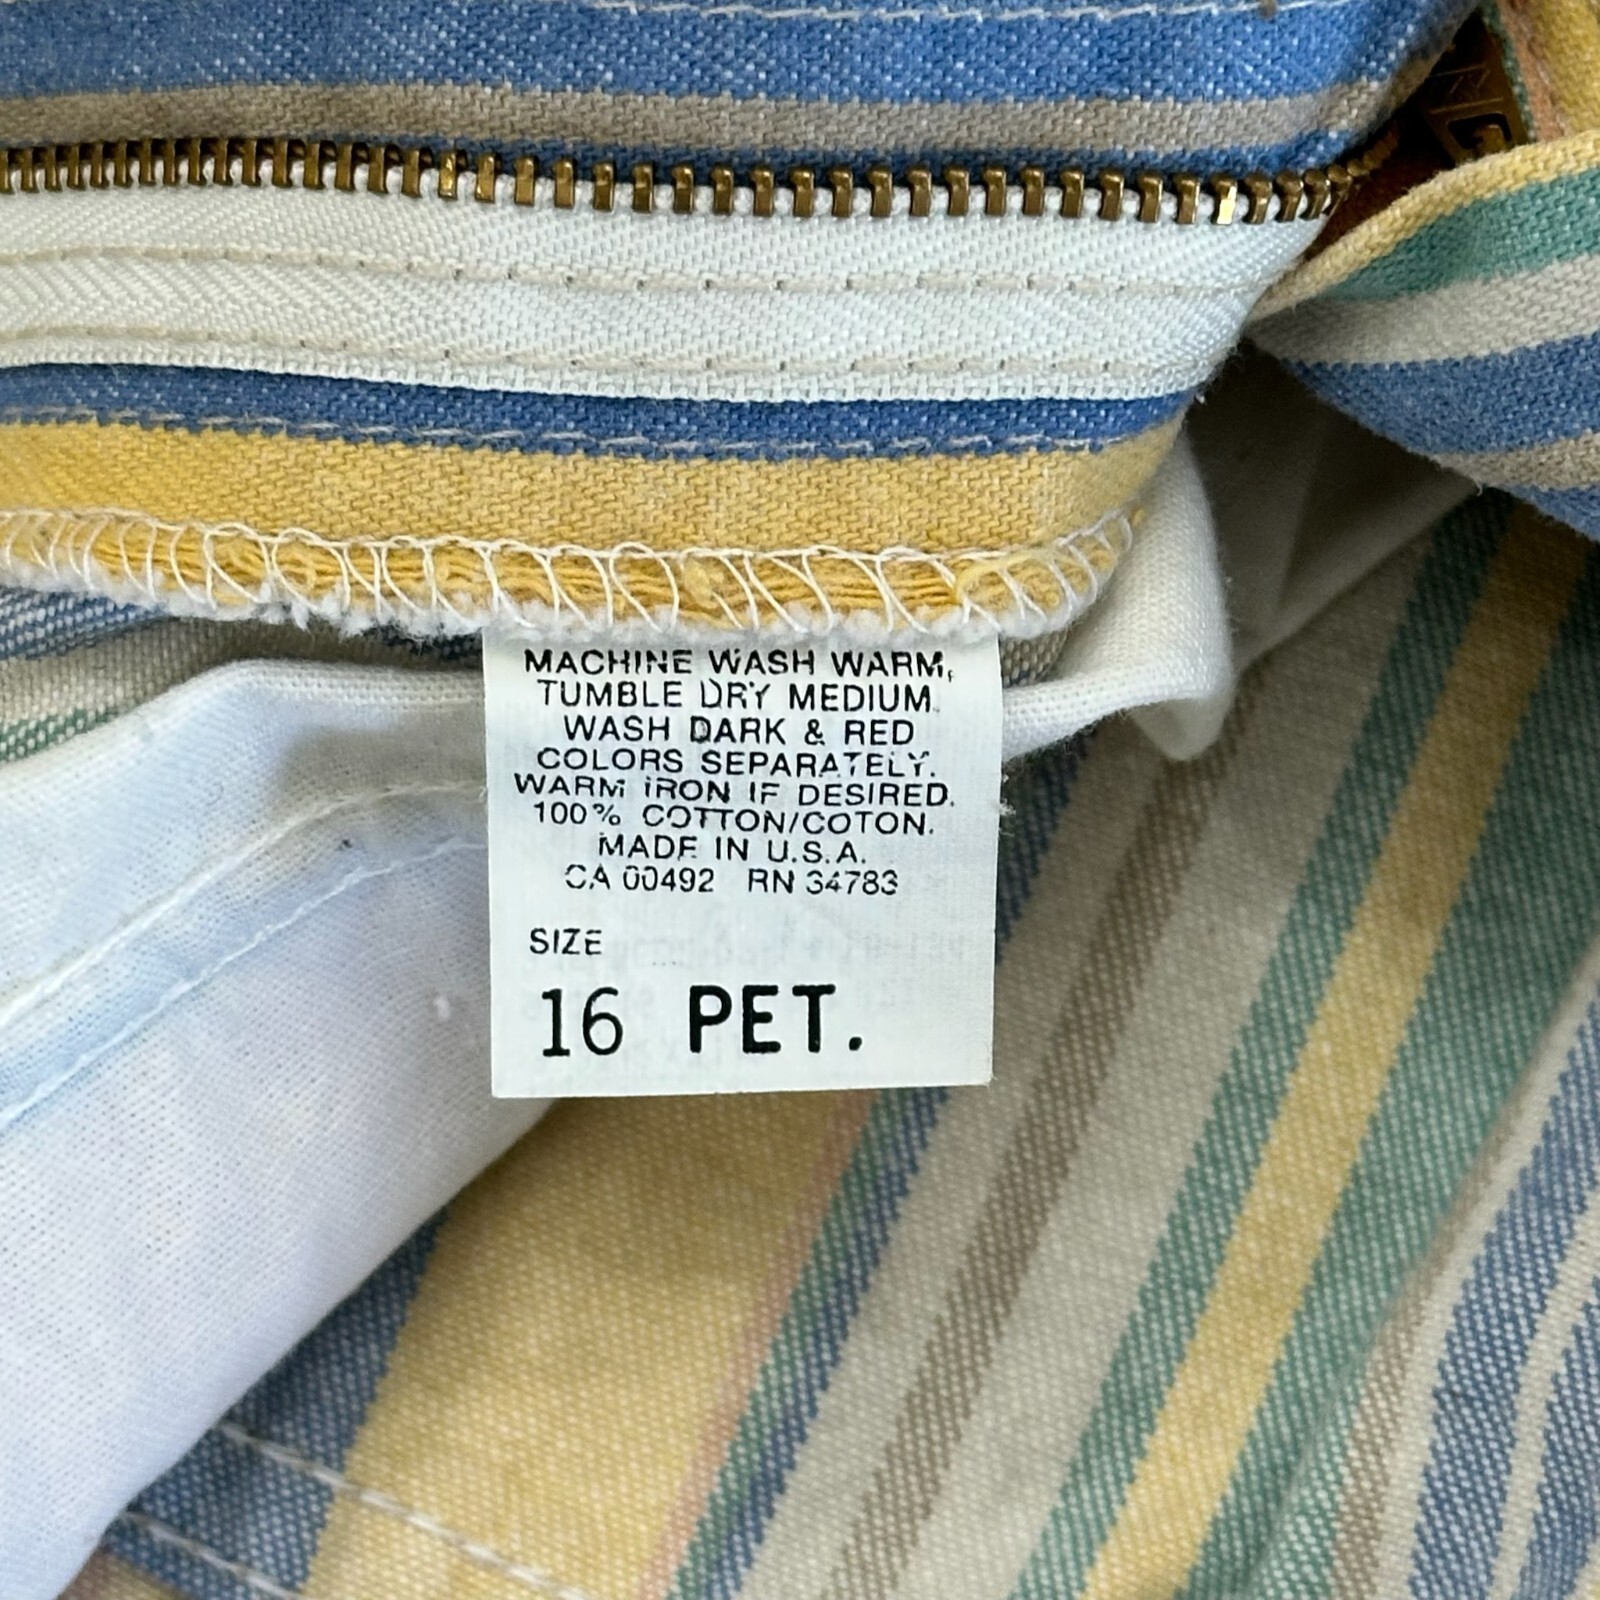 MACHINE WASH WARM,
TUMBLE DRY MEDIUM.
WASH DARK & RED
COLORS SEPARATELY.
WARM IRON IF DESIRED.
100% COTTON/COTON.
MADE IN U.S.A.
CA 00492 RN 34783
SIZE
16 PET.